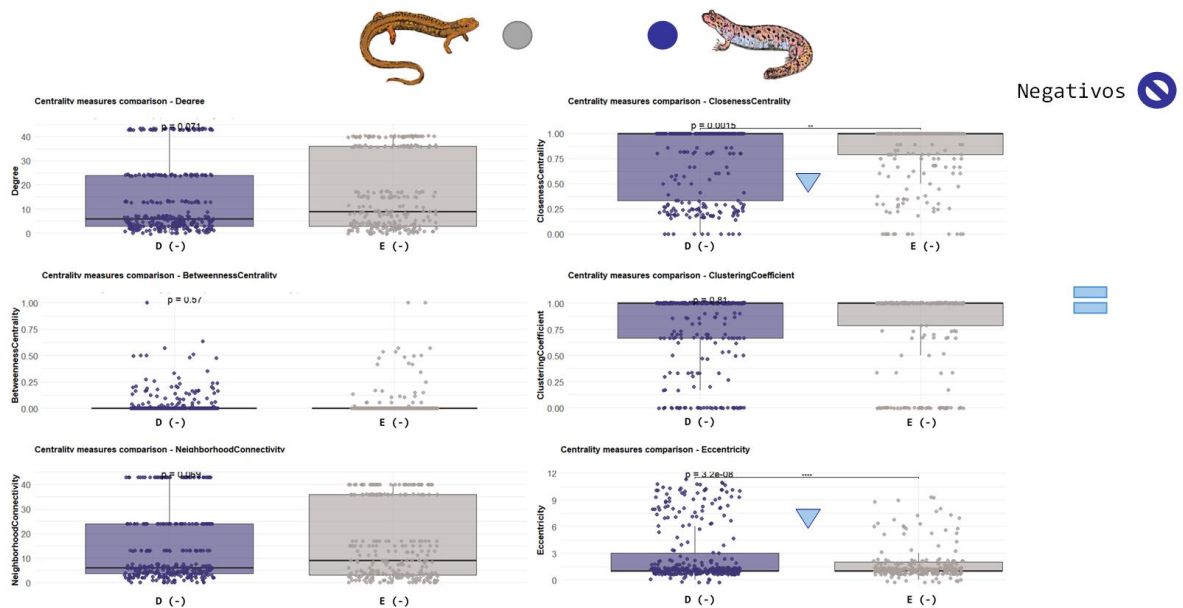 Negativos
Centrality measures comparison - Degree
p = 0.071
Degree
40
30
20
10
0
D (-)
E (-)
Centrality measures comparison - ClosenessCentrality
p = 0.0015
**
ClosenessCentrality
1.00
0.75
0.50
0.25
0.00
D (-)
E (-)
Centrality measures comparison - BetweennessCentrality
p = 0.57
BetweennessCentrality
1.00
0.75
0.50
0.25
0.00
D (-)
E (-)
Centrality measures comparison - ClusteringCoefficient
p = 0.81
ClusteringCoefficient
1.00
0.75
0.50
0.25
0.00
D (-)
E (-)
Centrality measures comparison - NeighborhoodConnectivity
p = 0.069
NeighborhoodConnectivity
40
30
20
10
0
D (-)
E (-)
Centrality measures comparison - Eccentricity
p = 3.2e-08
****
Eccentricity
12
9
6
3
0
D (-)
E (-)